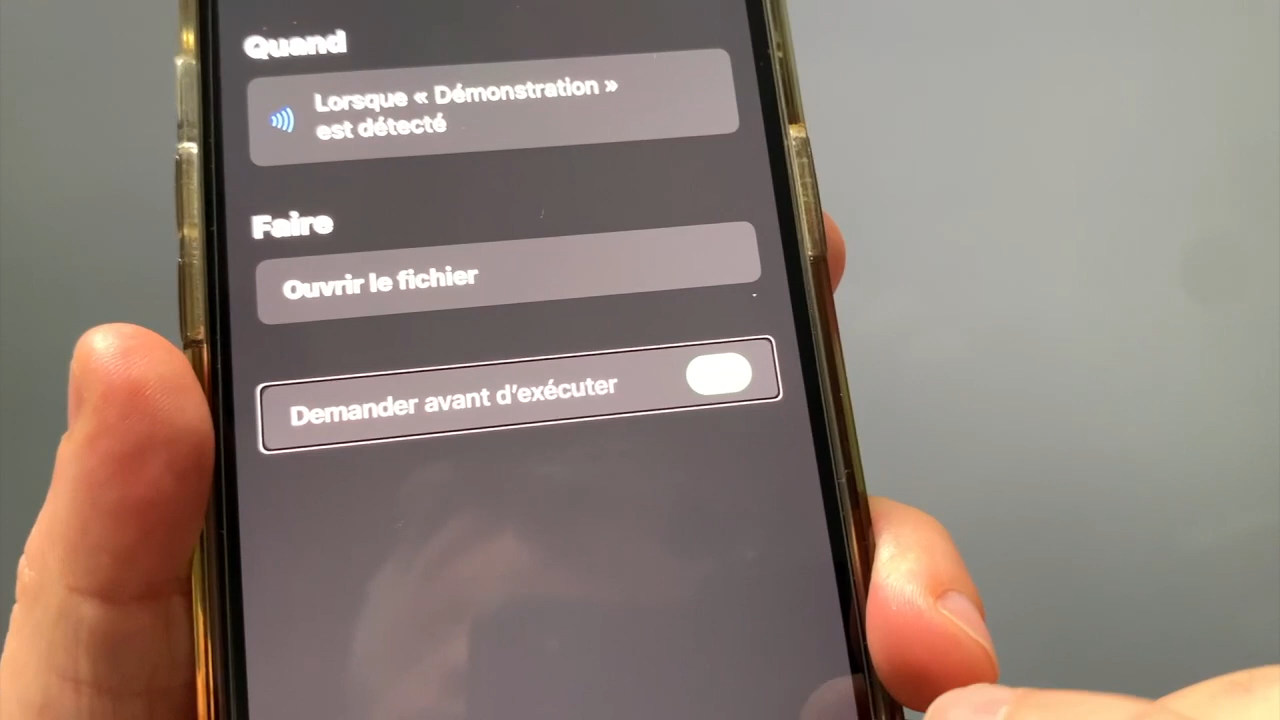 Quand
Lorsque « Démonstration »
est détecté
Faire
Ouvrir le fichier
Demander avant d’exécuter